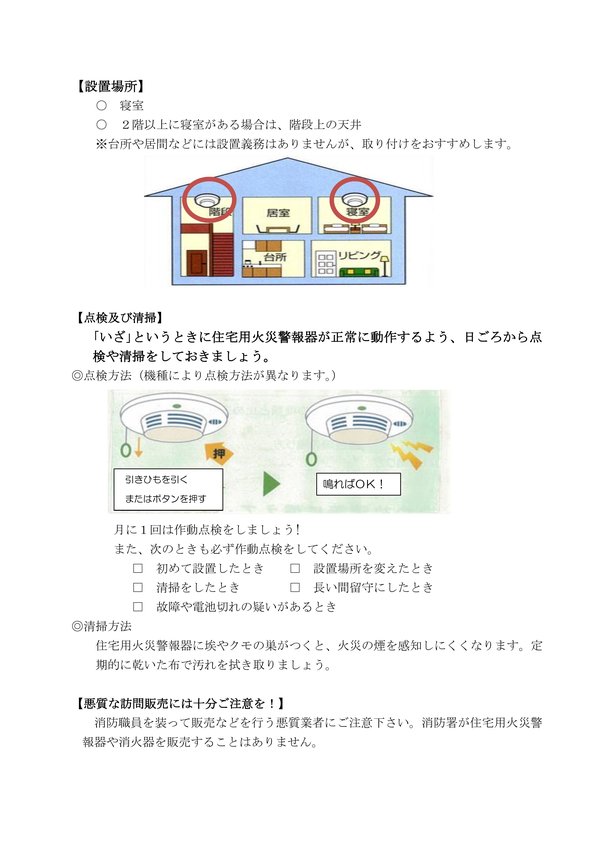 【設置場所】
○　寝室
○　２階以上に寝室がある場合は、階段上の天井
※台所や居間などには設置義務はありませんが、取り付けをおすすめします。
階段
居室
寝室
台所
リビング
【点検及び清掃】
「いざ」というときに住宅用火災警報器が正常に動作するよう、日ごろから点
検や清掃をしておきましょう。
◎点検方法（機種により点検方法が異なります。）
押
引きひもを引く
またはボタンを押す
鳴ればＯＫ！
月に１回は作動点検をしましょう！
また、次のときも必ず作動点検をしてください。
□　初めて設置したとき　　□　設置場所を変えたとき
□　清掃をしたとき　　　　□　長い間留守にしたとき
□　故障や電池切れの疑いがあるとき
◎清掃方法
住宅用火災警報器に埃やクモの巣がつくと、火災の煙を感知しにくくなります。定
期的に乾いた布で汚れを拭き取りましょう。
【悪質な訪問販売には十分ご注意を！】
消防職員を装って販売などを行う悪質業者にご注意下さい。消防署が住宅用火災警
報器や消火器を販売することはありません。